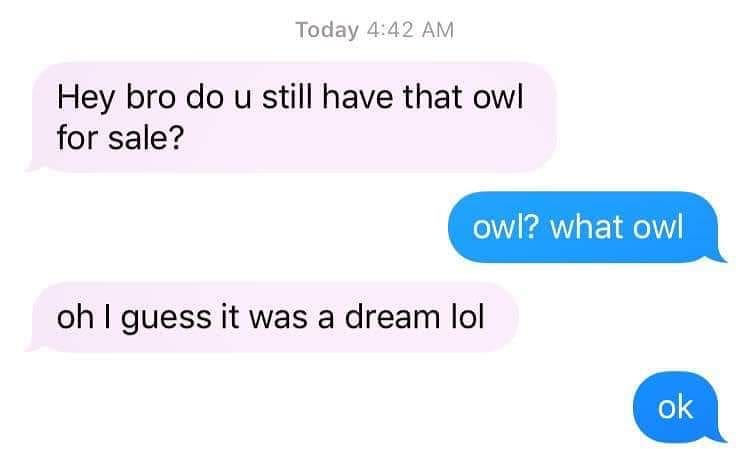 Today 4:42 AM
Hey bro do u still have that owl
for sale?
owl? what owl
oh I guess it was a dream lol
ok